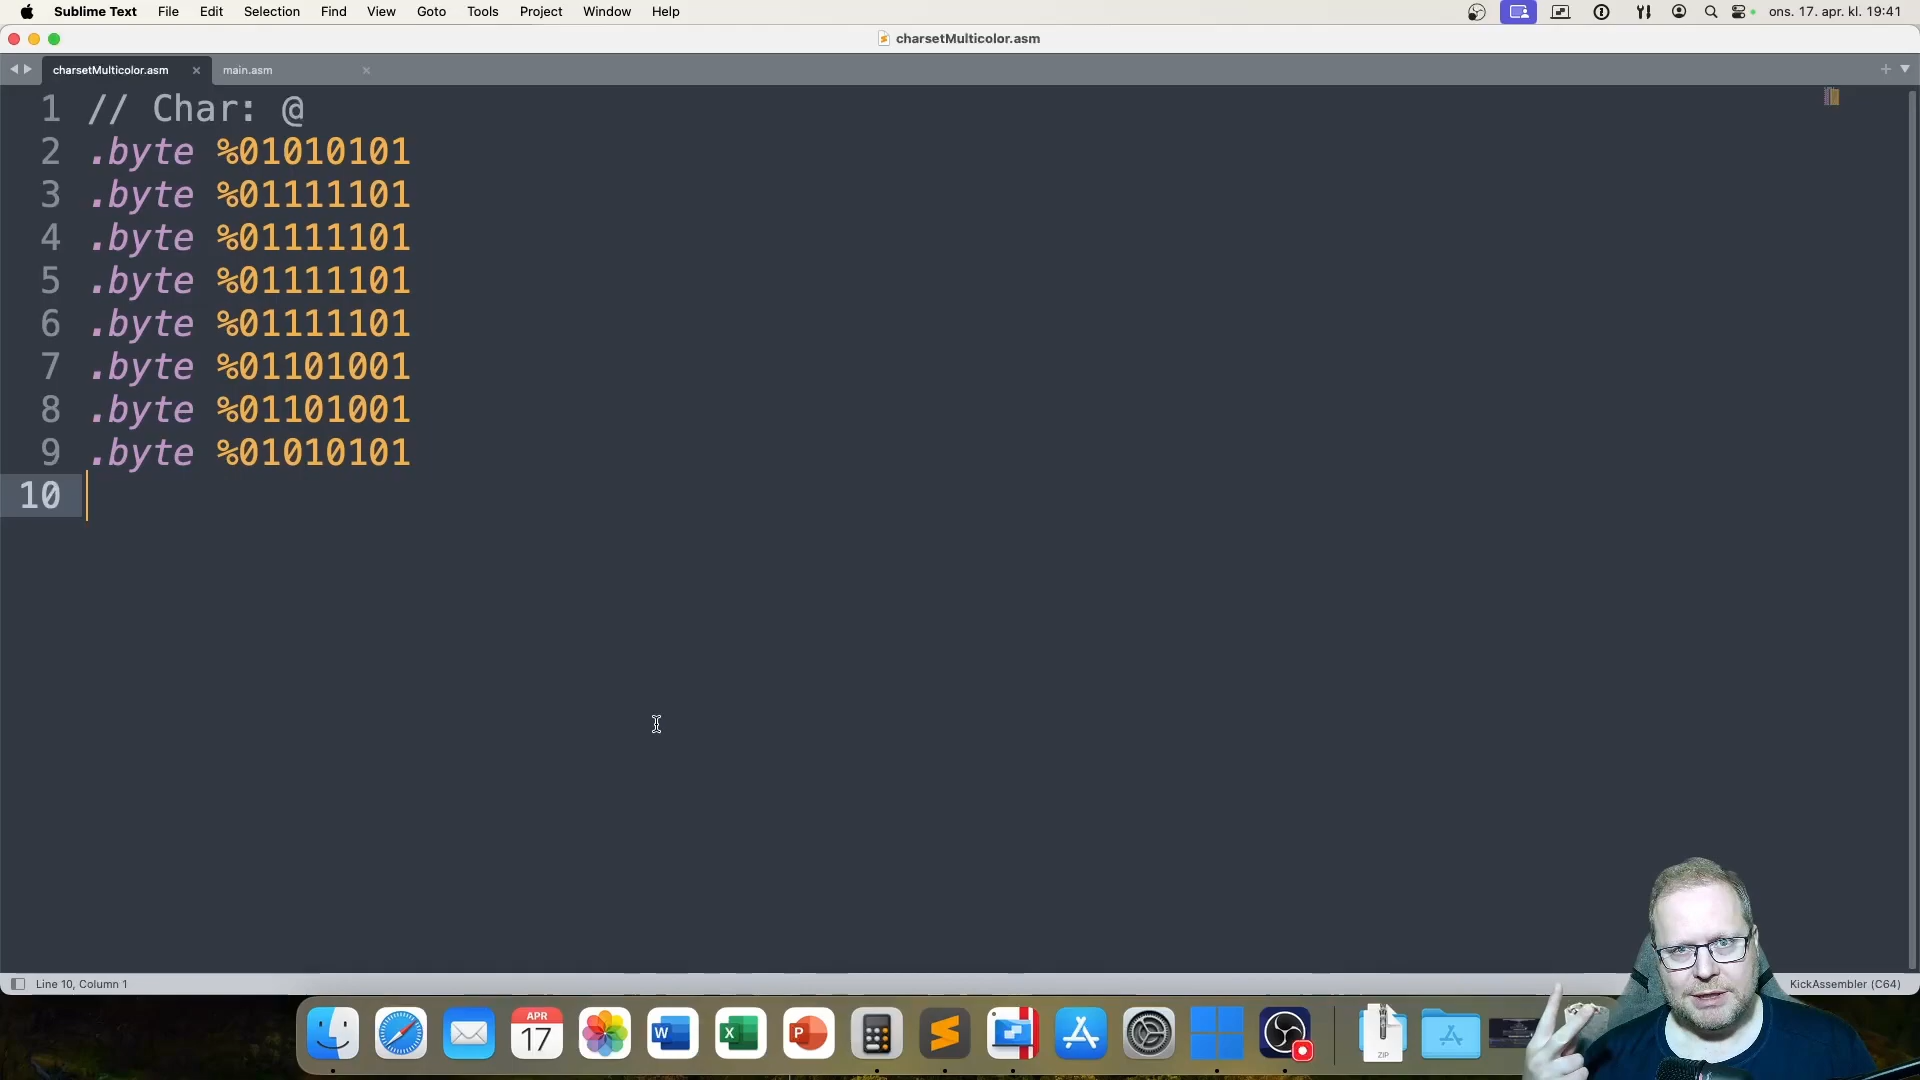 Sublime Text File Edit Selection Find View Goto Tools Project Window Help ons. 17. apr. kl. 19:41
charsetMulticolor.asm
charsetMulticolor.asm main.asm
1 // Char: @
2 .byte %01010101
3 .byte %01111101
4 .byte %01111101
5 .byte %01111101
6 .byte %01111101
7 .byte %01101001
8 .byte %01101001
9 .byte %01010101
10
Line 10, Column 1 KickAssembler (C64)
APR
17
W
X
P
ZIP